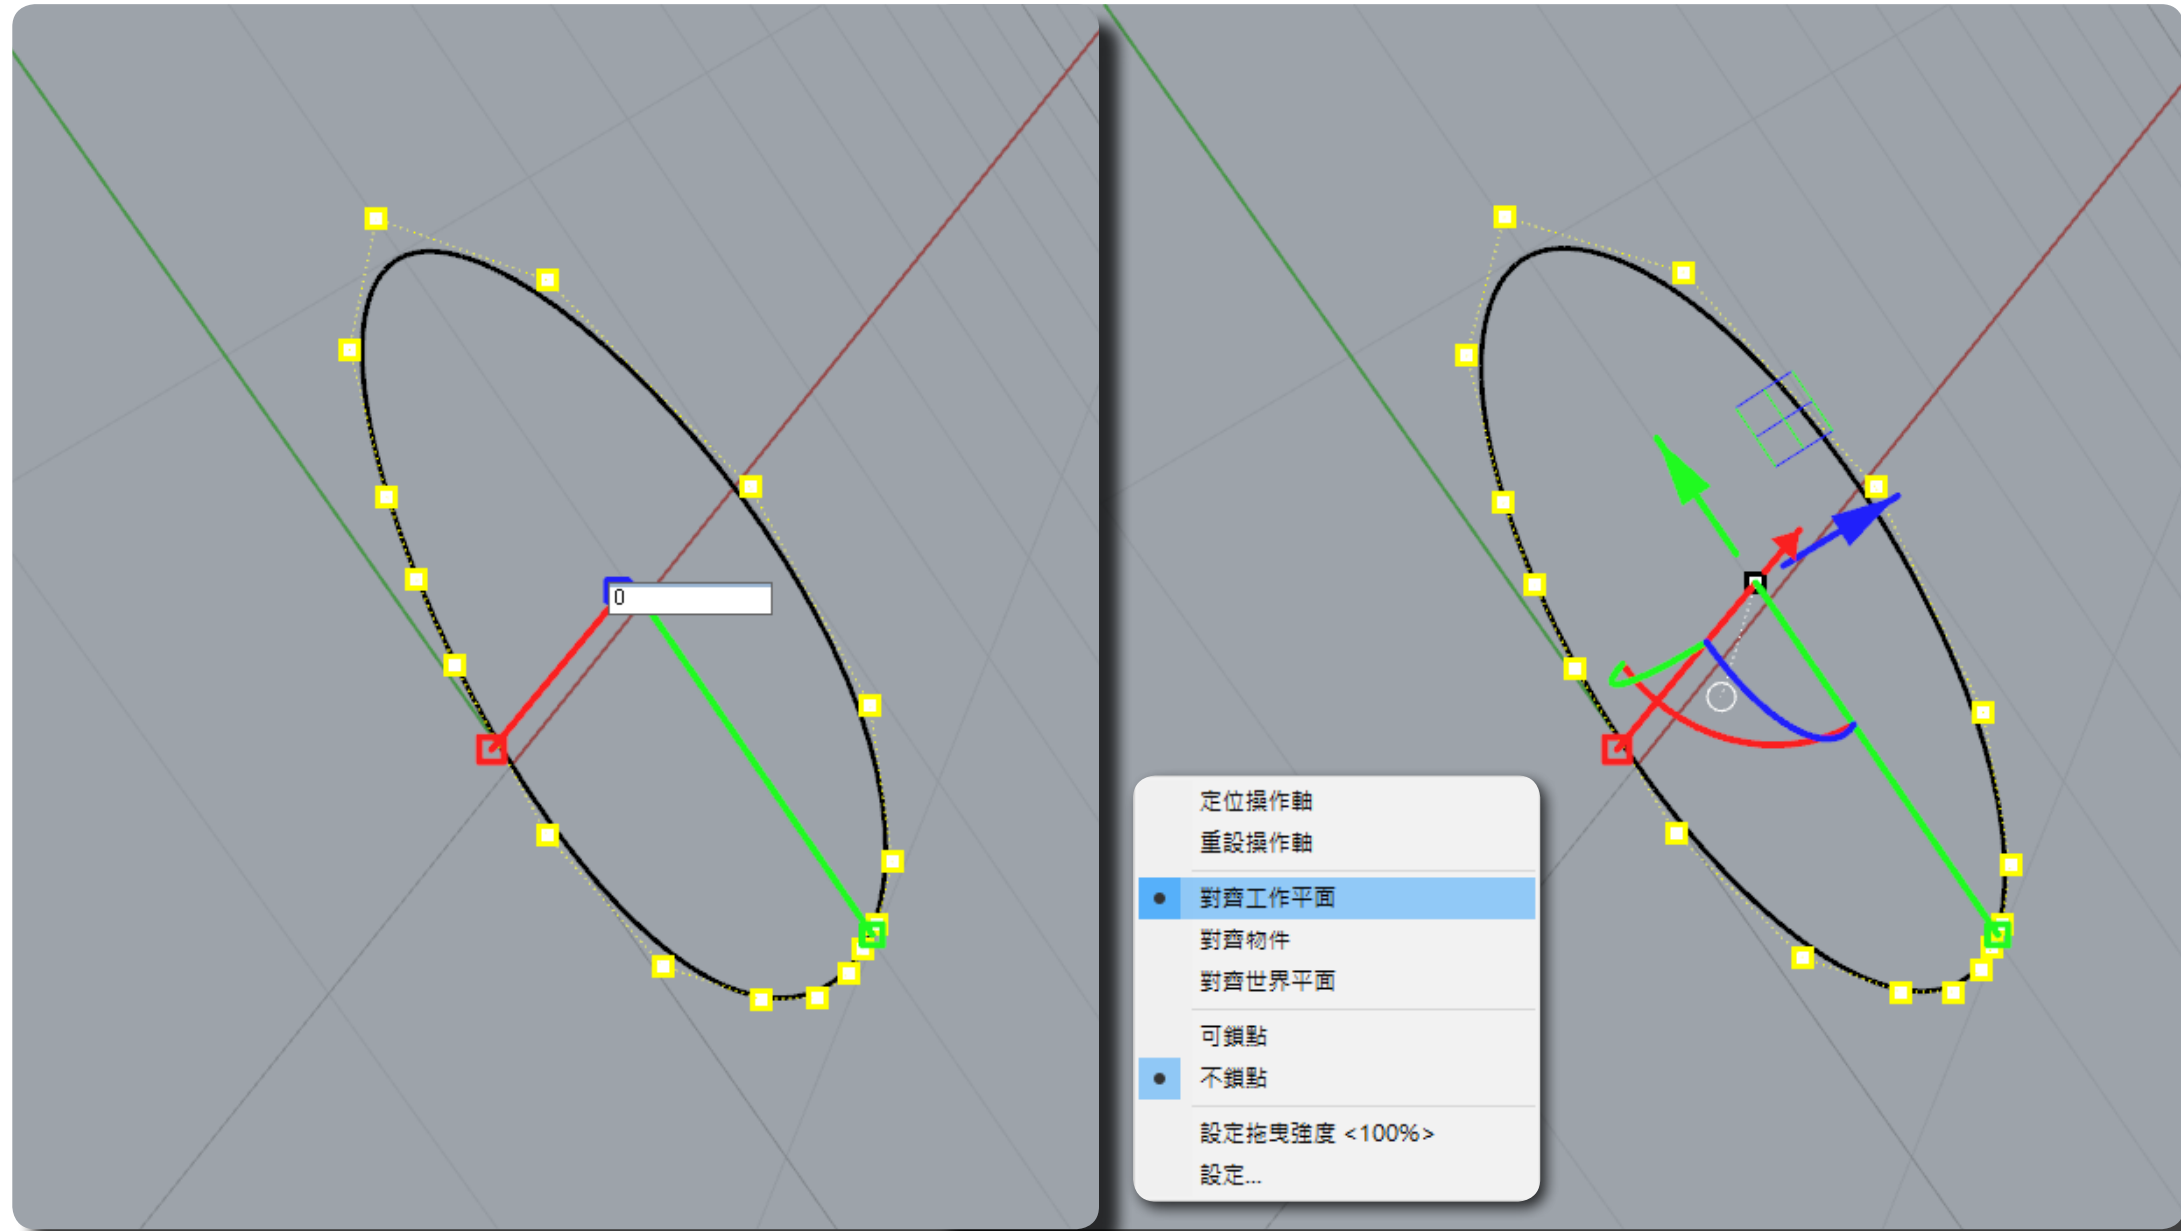 0
定位操作軸
重設操作軸
對齊工作平面
對齊物件
對齊世界平面
可鎖點
不鎖點
設定拖曳強度 <100%>
設定...